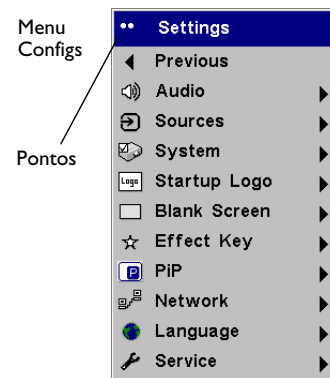 Menu
Configs
Pontos
•• Settings
Previous
Audio
Sources
System
Logo Startup Logo
Blank Screen
Effect Key
P PiP
Network
Language
Service